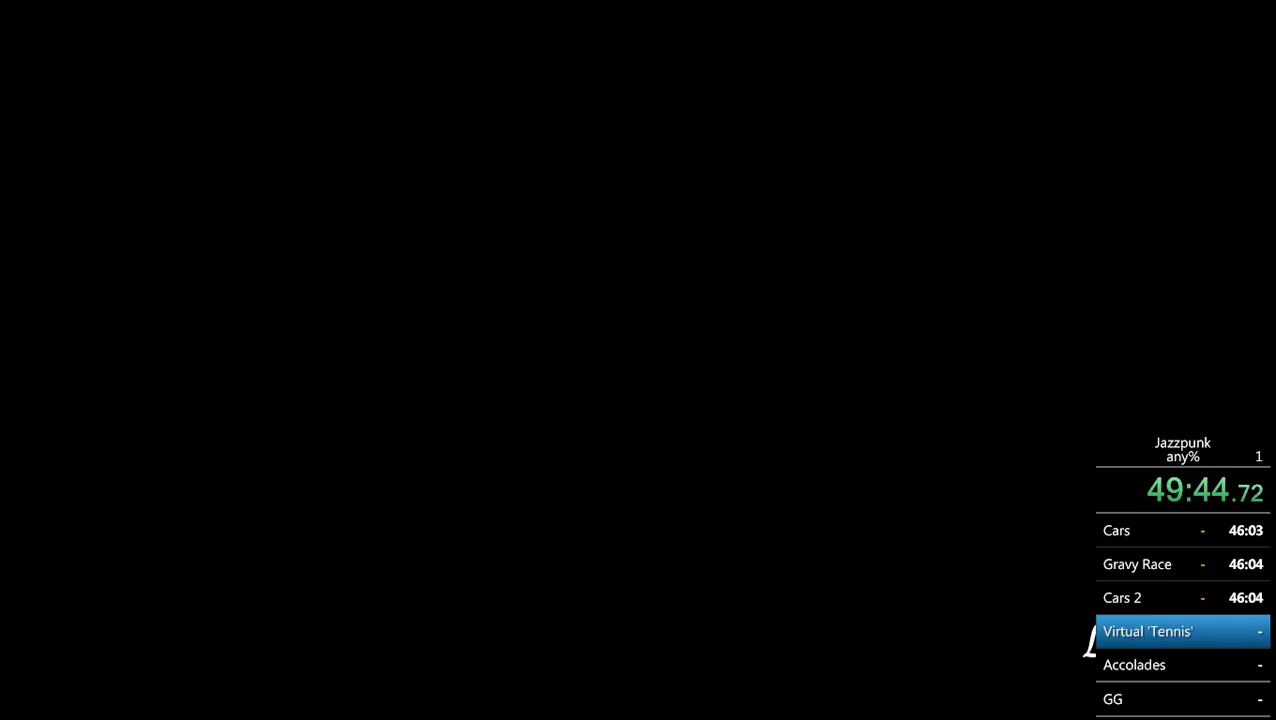 Jazzpunk
any% 1
49:44.72
Cars - 46:03
Gravy Race - 46:04
Cars 2 - 46:04
Virtual 'Tennis' -
Accolades -
GG -